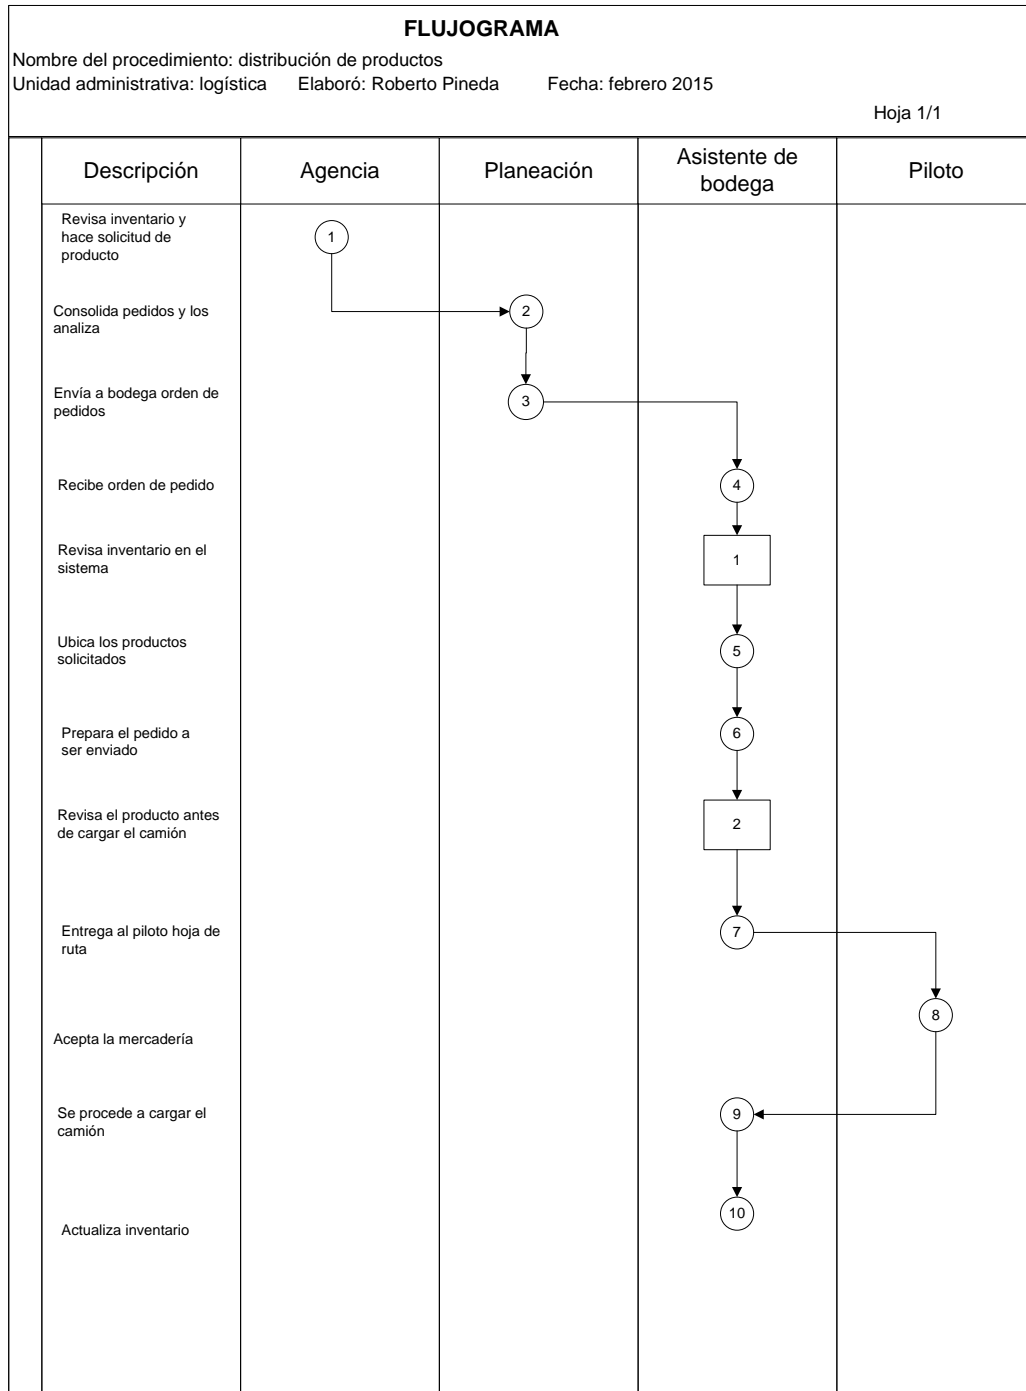 FLUJOGRAMA
Nombre del procedimiento: distribución de productos
Unidad administrativa: logística Elaboró: Roberto Pineda Fecha: febrero 2015
Hoja 1/1
Descripción Agencia Planeación Asistente de
bodega Piloto
Revisa inventario y
hace solicitud de
producto
1
Consolida pedidos y los
analiza
2
Envía a bodega orden de
pedidos
3
Recibe orden de pedido
4
Revisa inventario en el
sistema
1
Ubica los productos
solicitados
5
Prepara el pedido a
ser enviado
6
Revisa el producto antes
de cargar el camión
2
Entrega al piloto hoja de
ruta
7
8
Acepta la mercadería
Se procede a cargar el
camión
9
10
Actualiza inventario